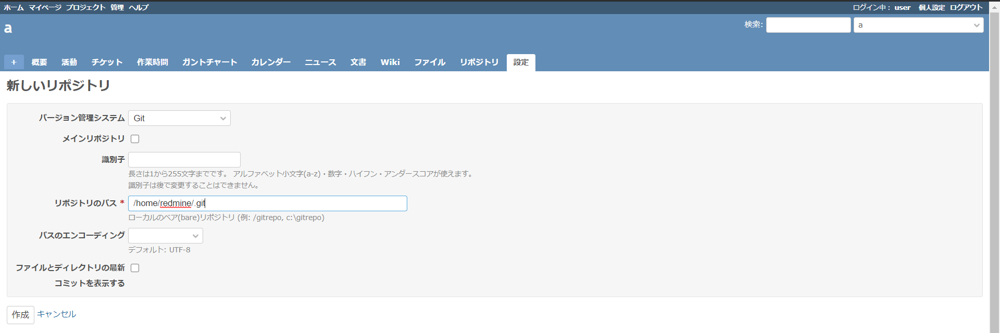 ホーム マイページ プロジェクト 管理 ヘルプ ログイン中： user 個人設定 ログアウト
a 検索: a
+ 概要 活動 チケット 作業時間 ガントチャート カレンダー ニュース 文書 Wiki ファイル リポジトリ 設定
新しいリポジトリ
バージョン管理システム Git
メインリポジトリ
識別子
長さは1から255文字までです。 アルファベット小文字(a-z)・数字・ハイフン・アンダースコアが使えます。
識別子は後で変更することはできません。
リポジトリのパス * /home/redmine/.git
ローカルのベア(bare)リポジトリ (例: /gitrepo, c:\gitrepo)
パスのエンコーディング
デフォルト: UTF-8
ファイルとディレクトリの最新
コミットを表示する
作成 キャンセル